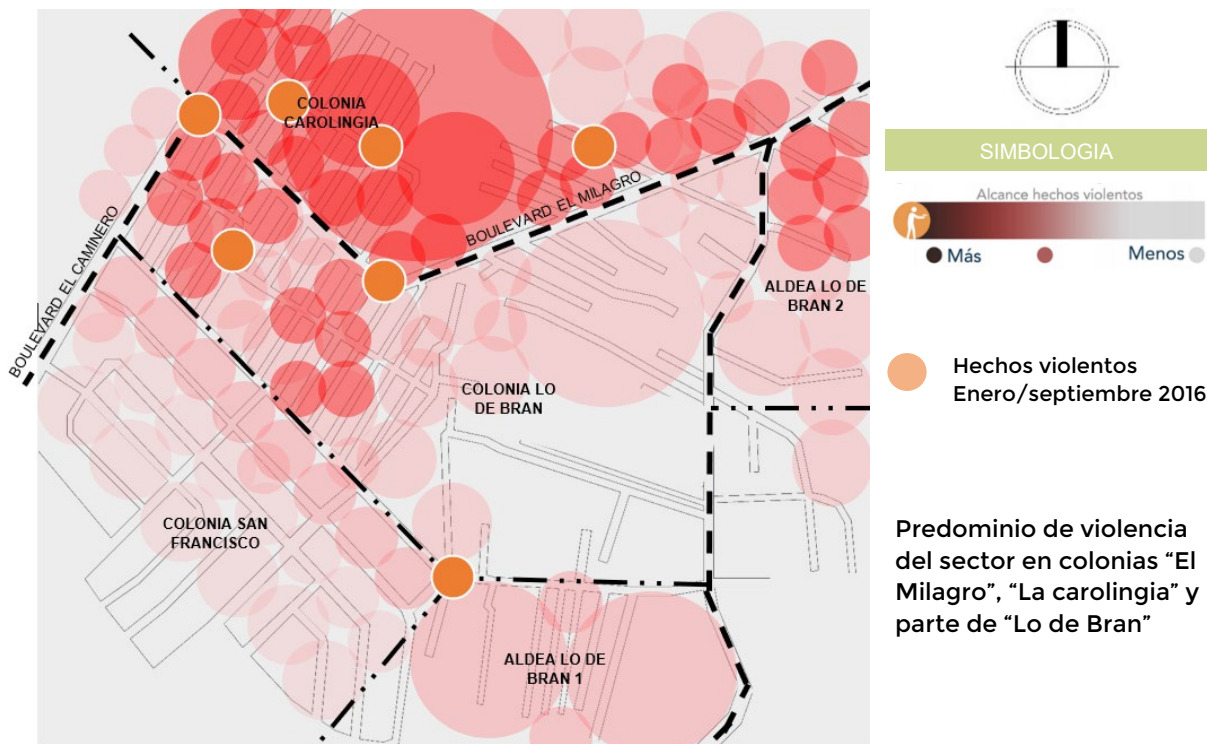 COLONIA
CAROLINGIA
BOULEVARD EL MILAGRO
BOULEVARD EL CAMINERO
ALDEA LO DE
BRAN 2
COLONIA LO
DE BRAN
COLONIA SAN
FRANCISCO
ALDEA LO DE
BRAN 1
SIMBOLOGIA
Alcance hechos violentos
Más
Menos
Hechos violentos
Enero/septiembre 2016
Predominio de violencia
del sector en colonias “El
Milagro”, “La carolingia” y
parte de “Lo de Bran”